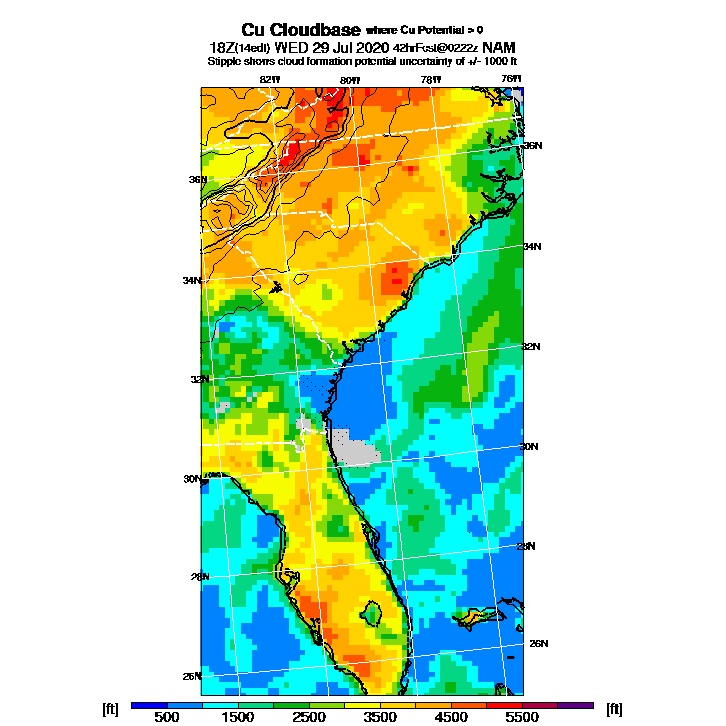 Cu Cloudbase where Cu Potential > 0
18Z(14edt) WED 29 Jul 2020 42hrFcst@0222z NAM
Stipple shows cloud formation potential uncertainty of +/- 1000 ft
82W 80W 78W 76W
36N 36N
34N 34N
32N 32N
30N 30N
28N 28N
26N 26N
[ft] 500 1500 2500 3500 4500 5500 [ft]